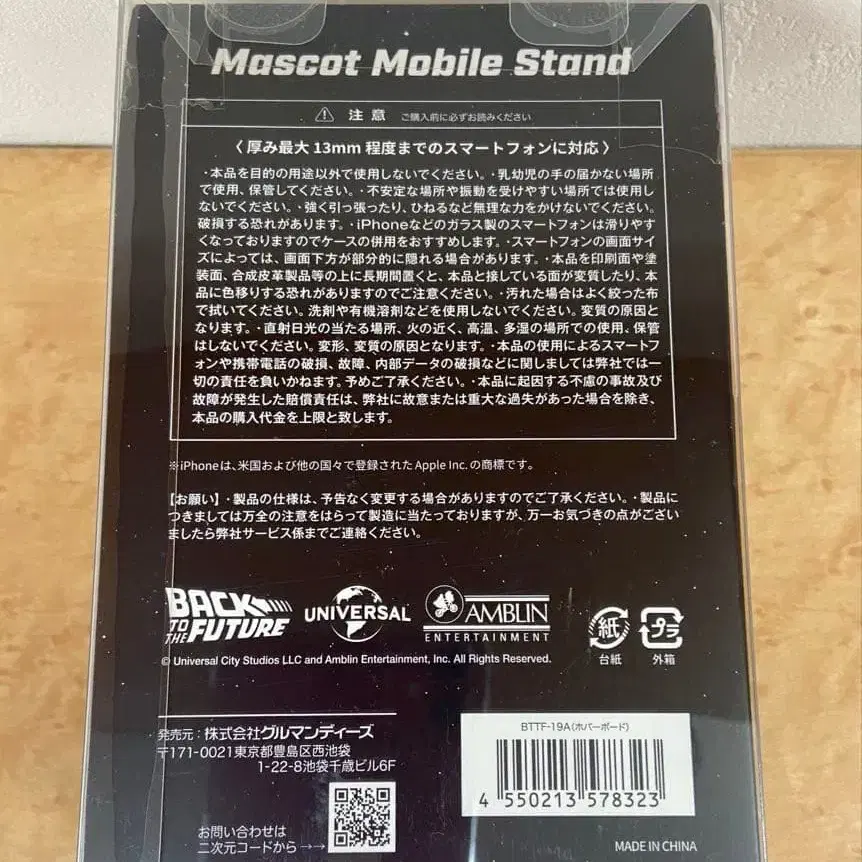 Mascot Mobile Stand
注意 ご購入前に必ずお読みください
〈 厚み最大 13mm 程度までのスマートフォンに対応 〉
・本品を目的の用途以外で使用しないでください。・乳幼児の手の届かない場所
で使用、保管してください。・不安定な場所や振動を受けやすい場所では使用し
ないでください。・強く引っ張ったり、ひねるなど無理な力をかけないでください。
破損する恐れがあります。・iPhoneなどのガラス製のスマートフォンは滑りやす
くなっておりますのでケースの併用をおすすめします。・スマートフォンの画面サイ
ズによっては、画面下方が部分的に隠れる場合があります。・本品を印刷面や塗
装面、合成皮革製品等の上に長期間置くと、本品と接している面が変質したり、本
品に色移りする恐れがありますのでご注意ください。・汚れた場合はよく絞った布
で拭いてください。洗剤や有機溶剤などを使用しないでください。変質の原因と
なります。・直射日光の当たる場所、火の近く、高温、多湿の場所での使用、保管
はしないでください。変形、変質の原因となります。・本品の使用によるスマートフ
ォンや携帯電話の破損、故障、内部データの破損などに関しましては弊社では一
切の責任を負いかねます。予めご了承ください。・本品に起因する不慮の事故及び
故障が発生した賠償責任は、弊社に故意または重大な過失があった場合を除き、
本品の購入代金を上限と致します。
※iPhoneは、米国および他の国々で登録された Apple Inc. の商標です。
【お願い】・製品の仕様は、予告なく変更する場合がありますのでご了承ください。・製品に
つきましては万全の注意をはらって製造に当たっておりますが、万一お気づきの点がござい
ましたら弊社サービス係までご連絡ください。
BACK TO THE FUTURE
UNIVERSAL
AMBLIN
ENTERTAINMENT
紙
台紙
プラ
外箱
© Universal City Studios LLC and Amblin Entertainment, Inc. All Rights Reserved.
発売元：株式会社グルマンディーズ
〒171-0021東京都豊島区西池袋
1-22-8池袋千歳ビル6F
お問い合わせは
二次元コードから→→
BTTF-19A(ホバーボード)
4 550213 578323
MADE IN CHINA